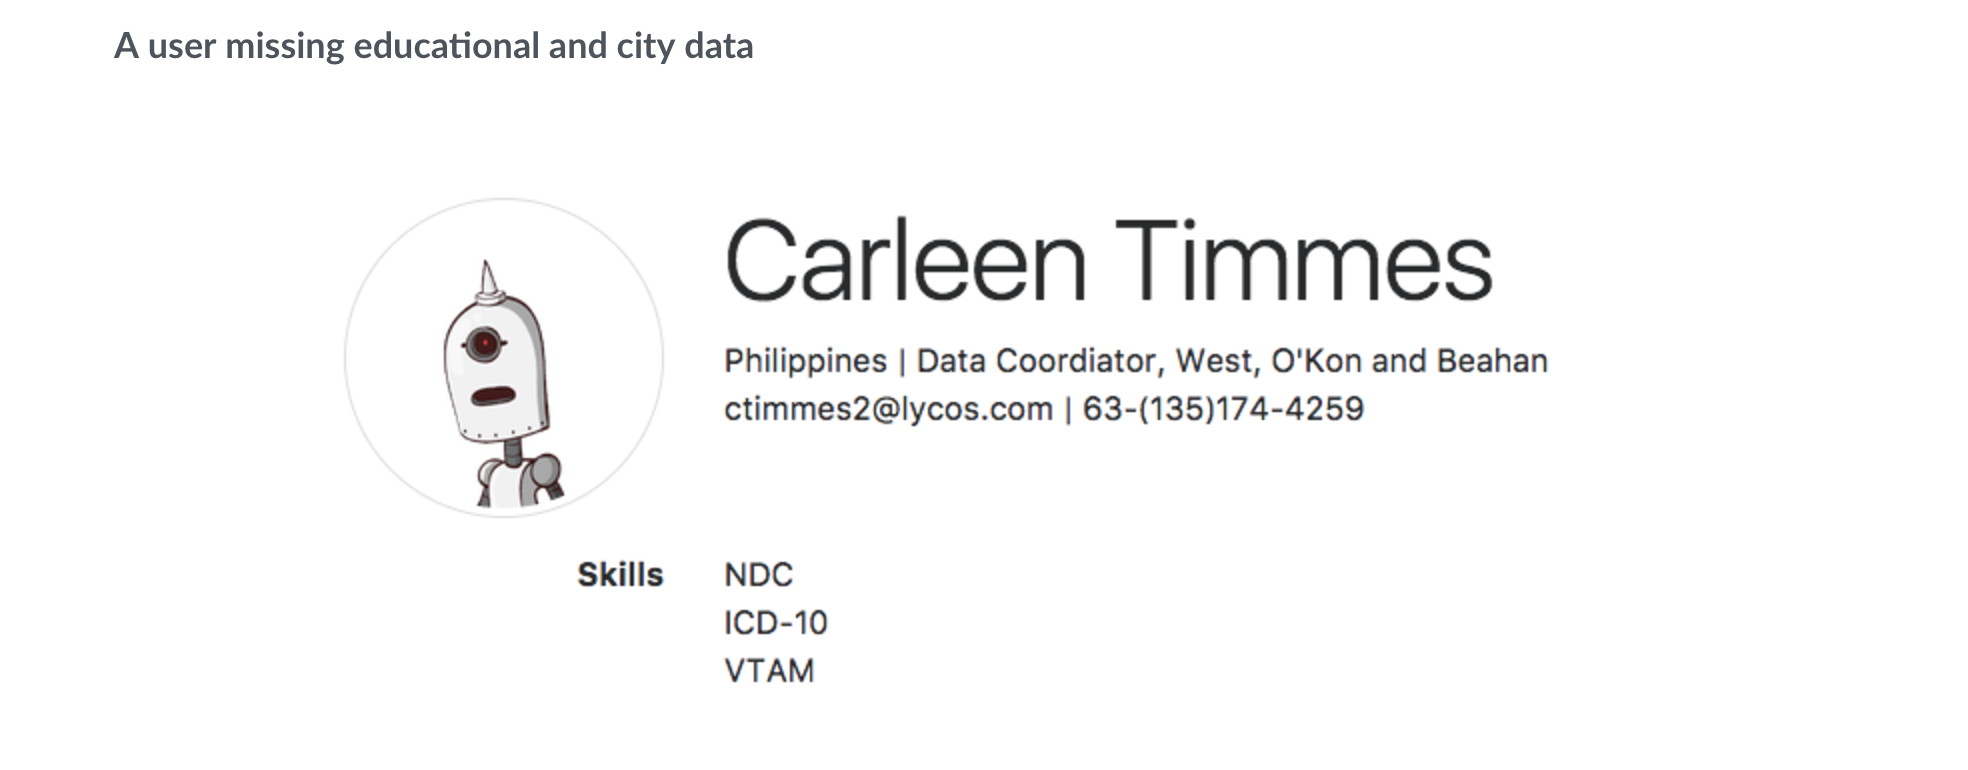 A user missing educational and city data
Carleen Timmes
Philippines | Data Coordiator, West, O'Kon and Beahan
ctimmes2@lycos.com | 63-(135)174-4259
Skills
NDC
ICD-10
VTAM